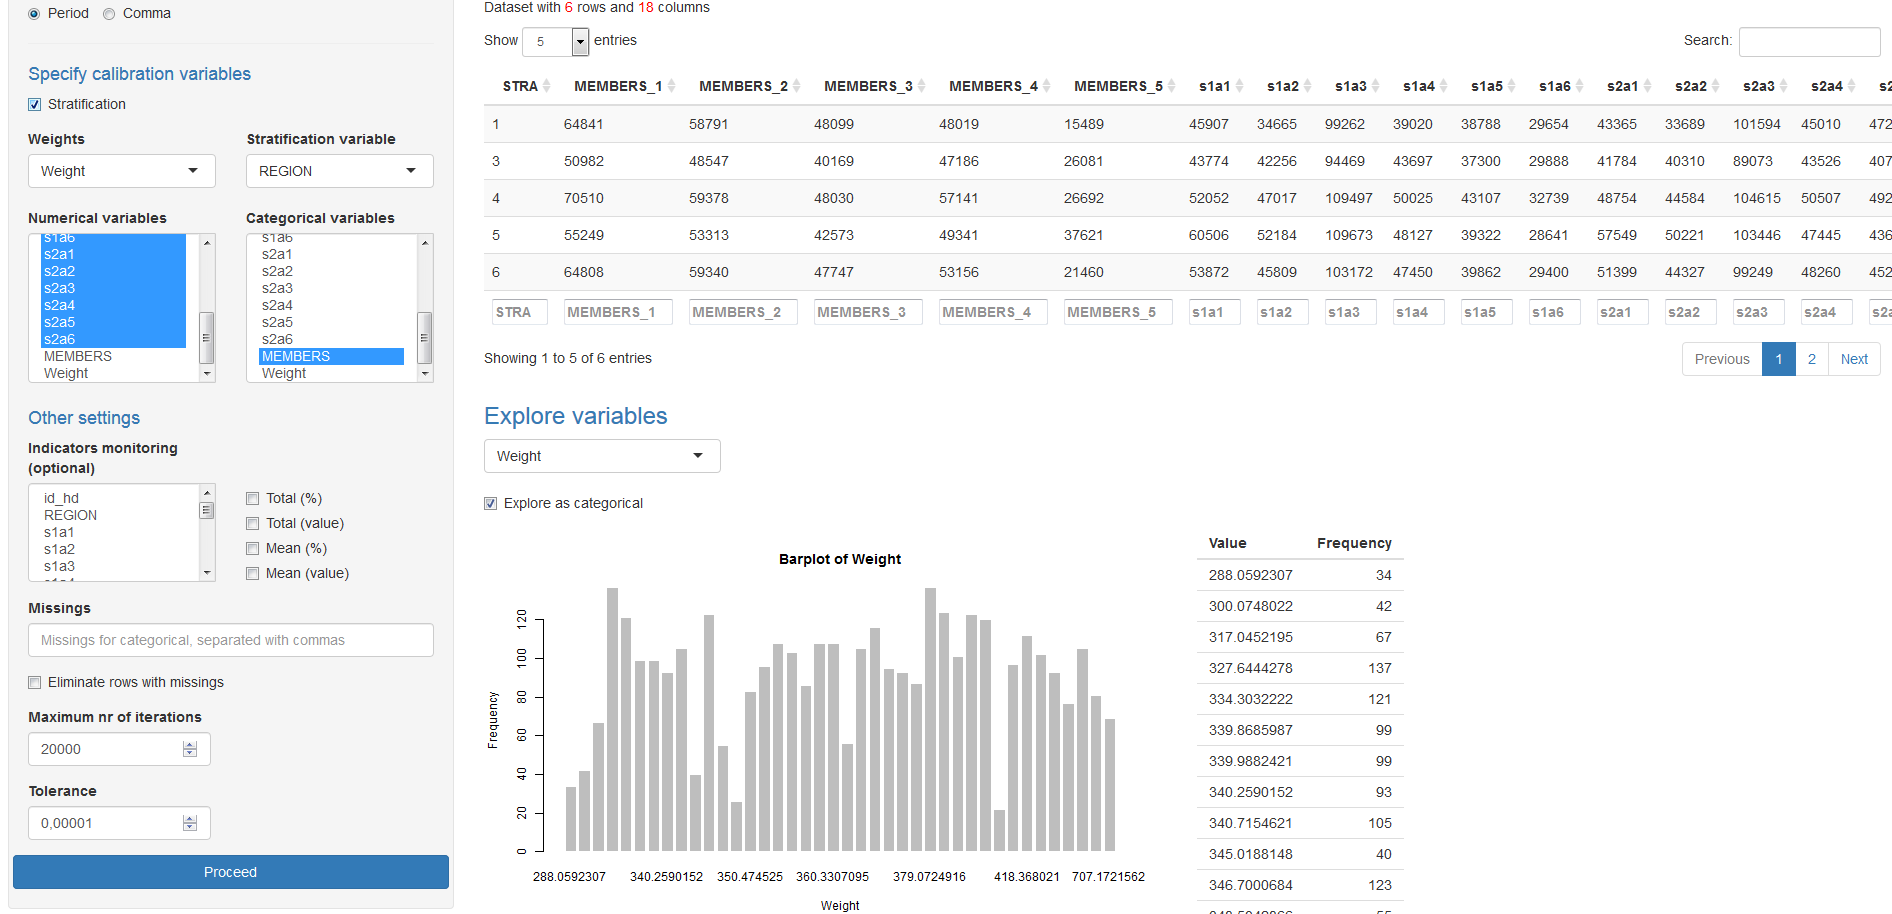 Period Comma
Specify calibration variables
Stratification
Weights Stratification variable
Weight REGION
Numerical variables Categorical variables
s1a6 s1a6
s2a1 s2a1
s2a2 s2a2
s2a3 s2a3
s2a4 s2a4
s2a5 s2a5
s2a6 s2a6
MEMBERS MEMBERS
Weight Weight
Other settings
Indicators monitoring
(optional)
id_hd Total (%)
REGION
s1a1 Total (value)
s1a2 Mean (%)
s1a3 Mean (value)
Missings
Missings for categorical, separated with commas
Eliminate rows with missings
Maximum nr of iterations
20000
Tolerance
0,00001
Proceed
Dataset with 6 rows and 18 columns
Show 5 entries Search:
STRA MEMBERS_1 MEMBERS_2 MEMBERS_3 MEMBERS_4 MEMBERS_5 s1a1 s1a2 s1a3 s1a4 s1a5 s1a6 s2a1 s2a2 s2a3 s2a4 s2
1 64841 58791 48099 48019 15489 45907 34665 99262 39020 38788 29654 43365 33689 101594 45010 472
3 50982 48547 40169 47186 26081 43774 42256 94469 43697 37300 29888 41784 40310 89073 43526 407
4 70510 59378 48030 57141 26692 52052 47017 109497 50025 43107 32739 48754 44584 104615 50507 492
5 55249 53313 42573 49341 37621 60506 52184 109673 48127 39322 28641 57549 50221 103446 47445 436
6 64808 59340 47747 53156 21460 53872 45809 103172 47450 39862 29400 51399 44327 99249 48260 452
STRA MEMBERS_1 MEMBERS_2 MEMBERS_3 MEMBERS_4 MEMBERS_5 s1a1 s1a2 s1a3 s1a4 s1a5 s1a6 s2a1 s2a2 s2a3 s2a4 s2a
Showing 1 to 5 of 6 entries Previous 1 2 Next
Explore variables
Weight
Explore as categorical
Barplot of Weight
Frequency
120
100
80
60
40
20
0
288.0592307 340.2590152 350.474525 360.3307095 379.0724916 418.368021 707.1721562
Weight
Value Frequency
288.0592307 34
300.0748022 42
317.0452195 67
327.6444278 137
334.3032222 121
339.8685987 99
339.9882421 99
340.2590152 93
340.7154621 105
345.0188148 40
346.7000684 123